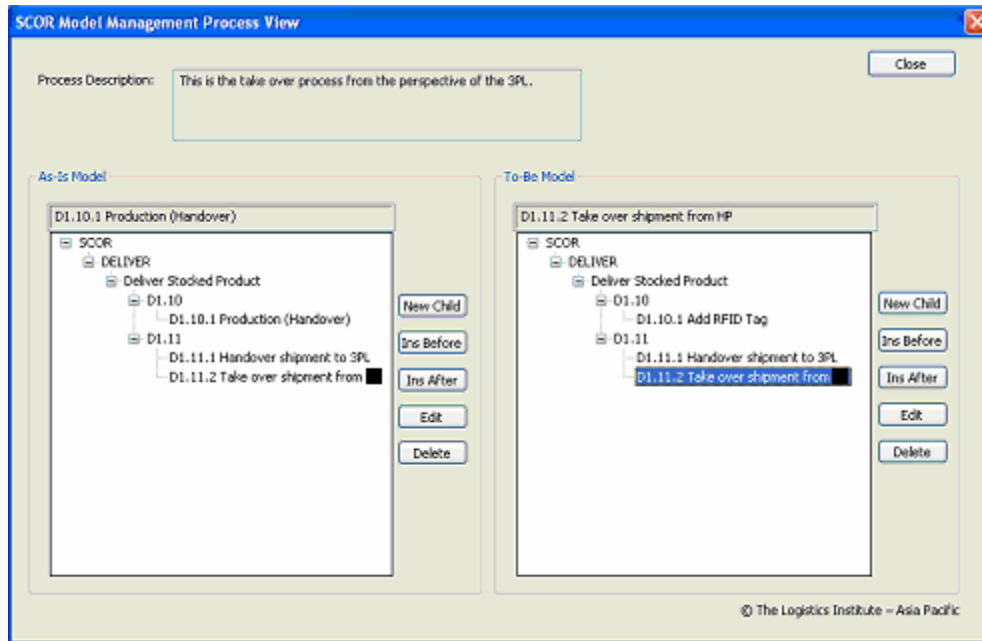 SCOR Model Management Process View
Close
Process Description:
This is the take over process from the perspective of the 3PL.
As-Is Model
D1.10.1 Production (Handover)
SCOR
DELIVER
Deliver Stocked Product
D1.10
D1.10.1 Production (Handover)
D1.11
D1.11.1 Handover shipment to 3PL
D1.11.2 Take over shipment from
New Child
Ins Before
Ins After
Edit
Delete
To-Be Model
D1.11.2 Take over shipment from HP
SCOR
DELIVER
Deliver Stocked Product
D1.10
D1.10.1 Add RFID Tag
D1.11
D1.11.1 Handover shipment to 3PL
D1.11.2 Take over shipment from
New Child
Ins Before
Ins After
Edit
Delete
© The Logistics Institute – Asia Pacific